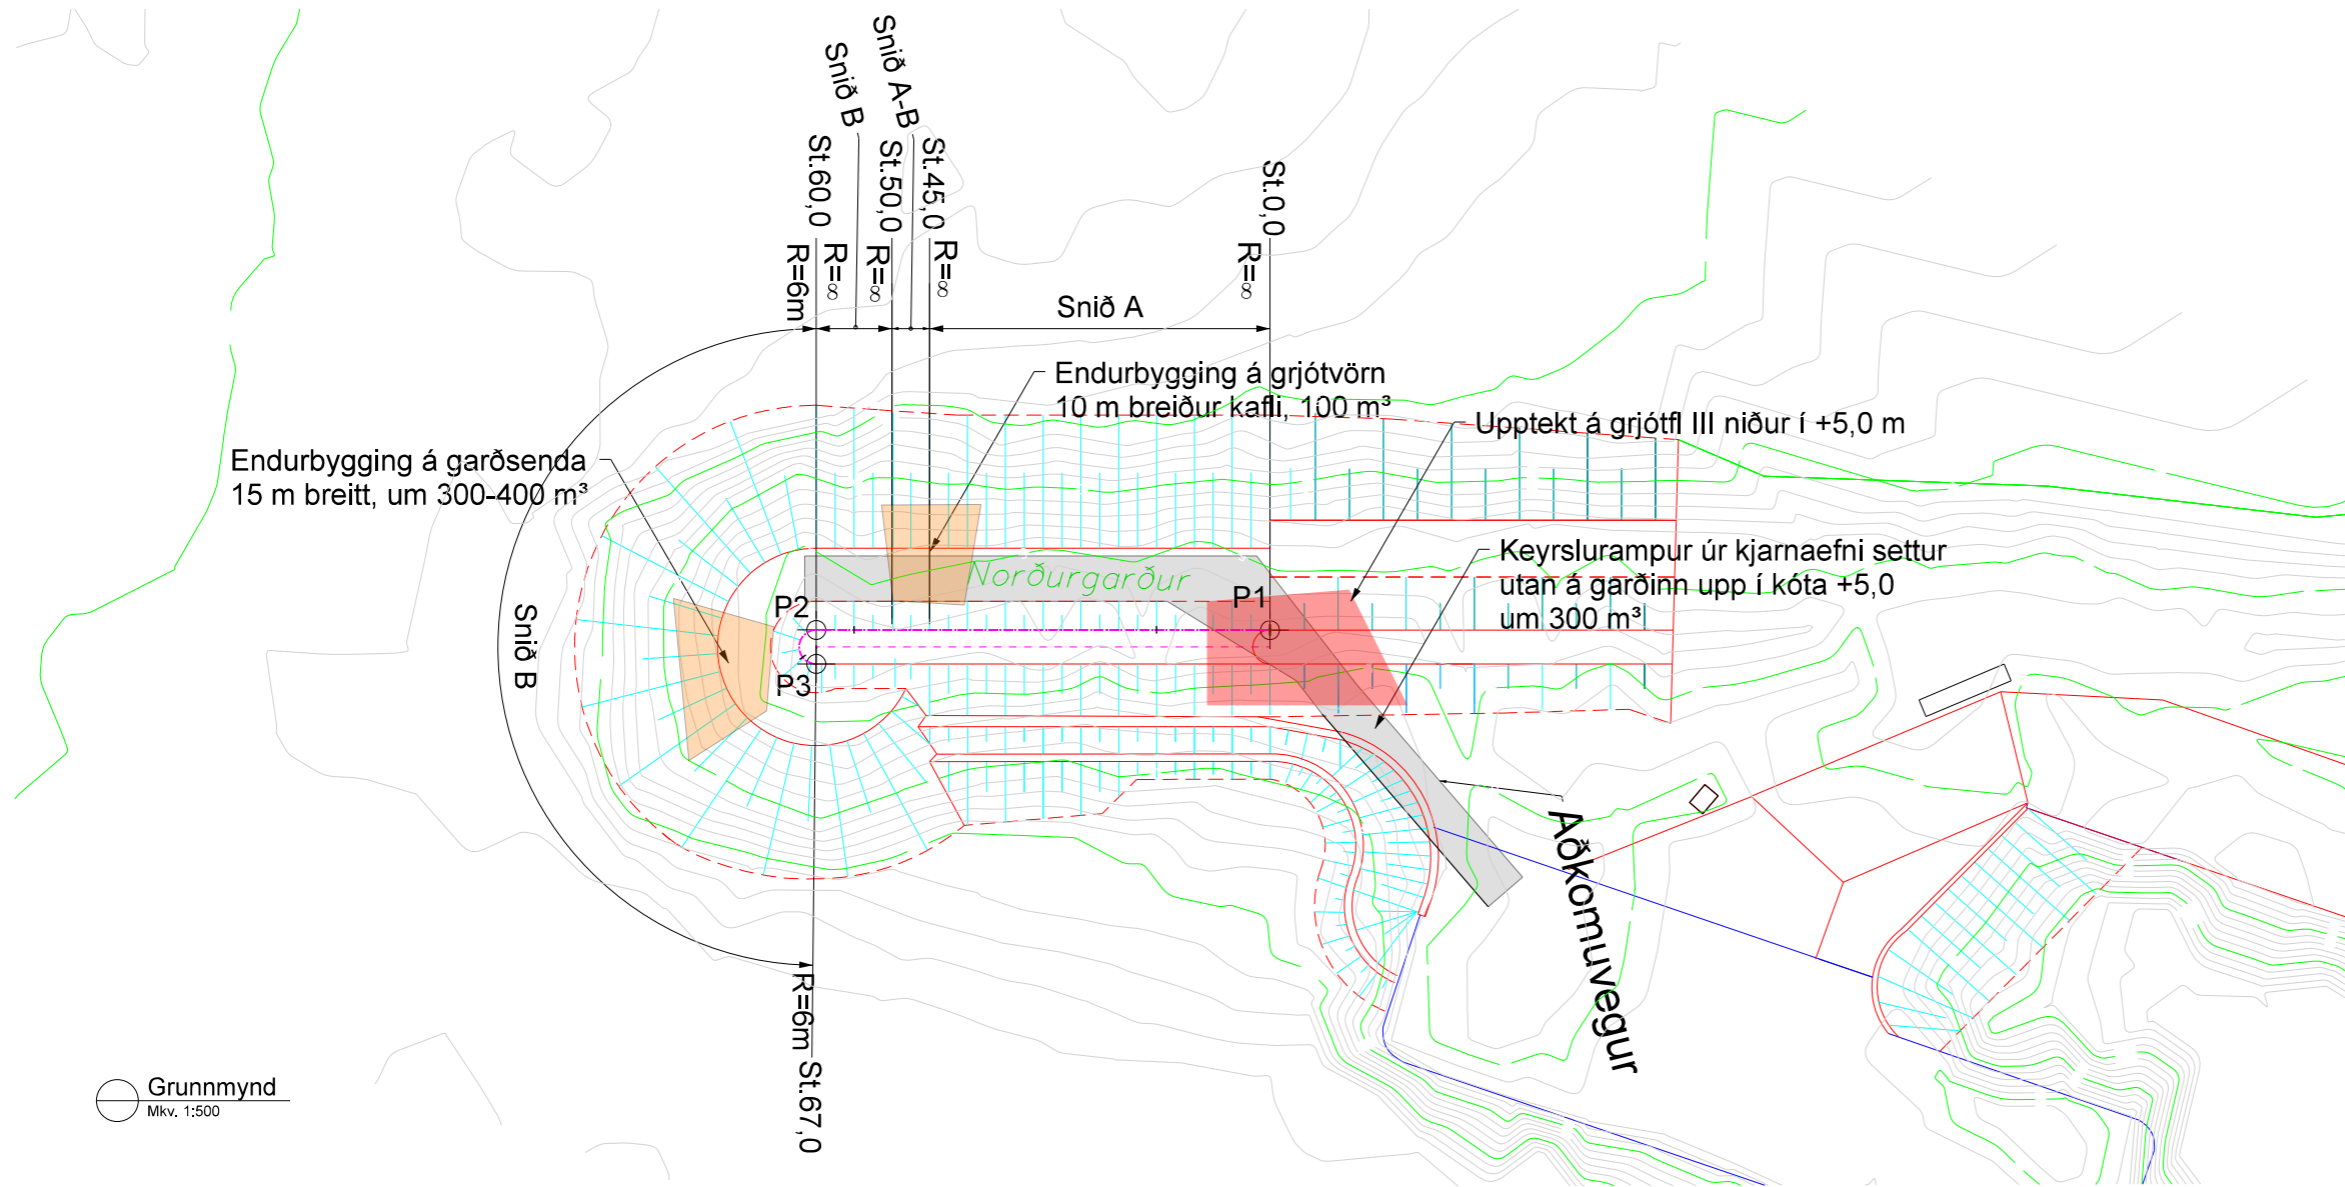 Snið B
Snið A-B
St.60,0
St.50,0
St.45,0
St.0,0
R=6m
R=∞
R=∞
R=∞
R=∞
Snið A
Endurbygging á grjótvörn
10 m breiður kafli, 100 m³
Upptekt á grjótfl III niður í +5,0 m
Endurbygging á garðsenda
15 m breitt, um 300-400 m³
Keyrslurampur úr kjarnaefni settur
utan á garðinn upp í kóta +5,0
um 300 m³
Norðurgarður
P1
P2
P3
Snið B
Aðkomuvegur
R=6m
St.67,0
Grunnmynd
Mkv. 1:500